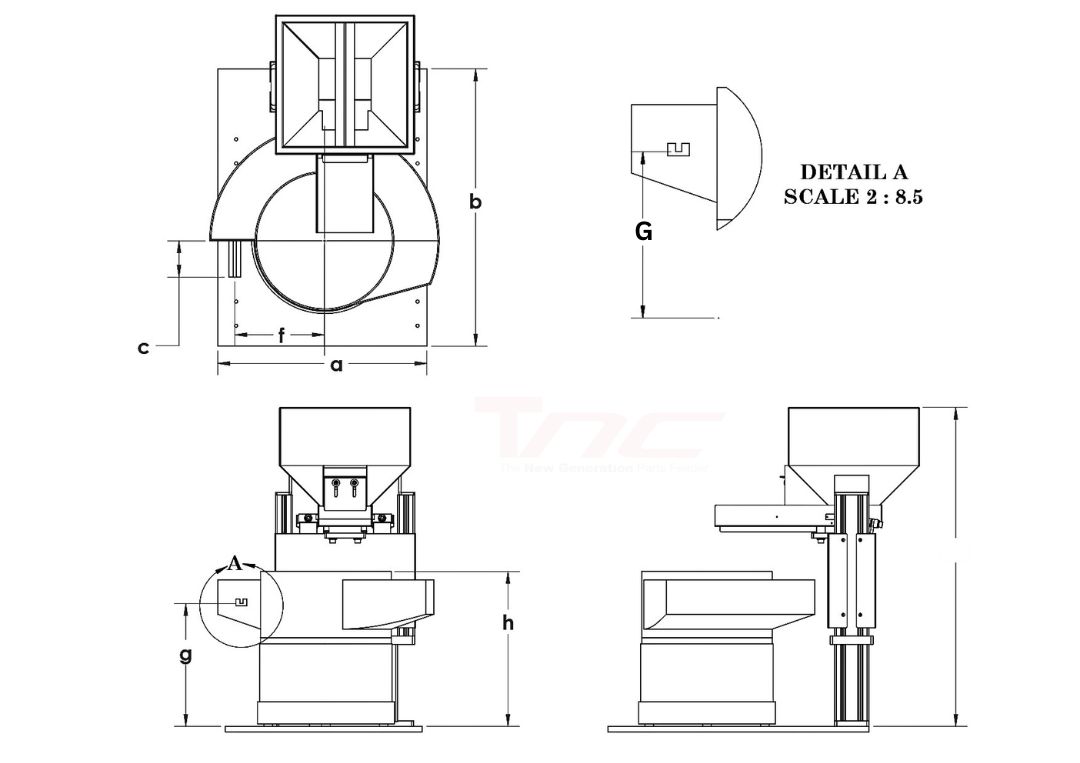 b
c
f
a
DETAIL A
SCALE 2 : 8.5
G
TNC
The New Generation Parts Feeder
A
g
h